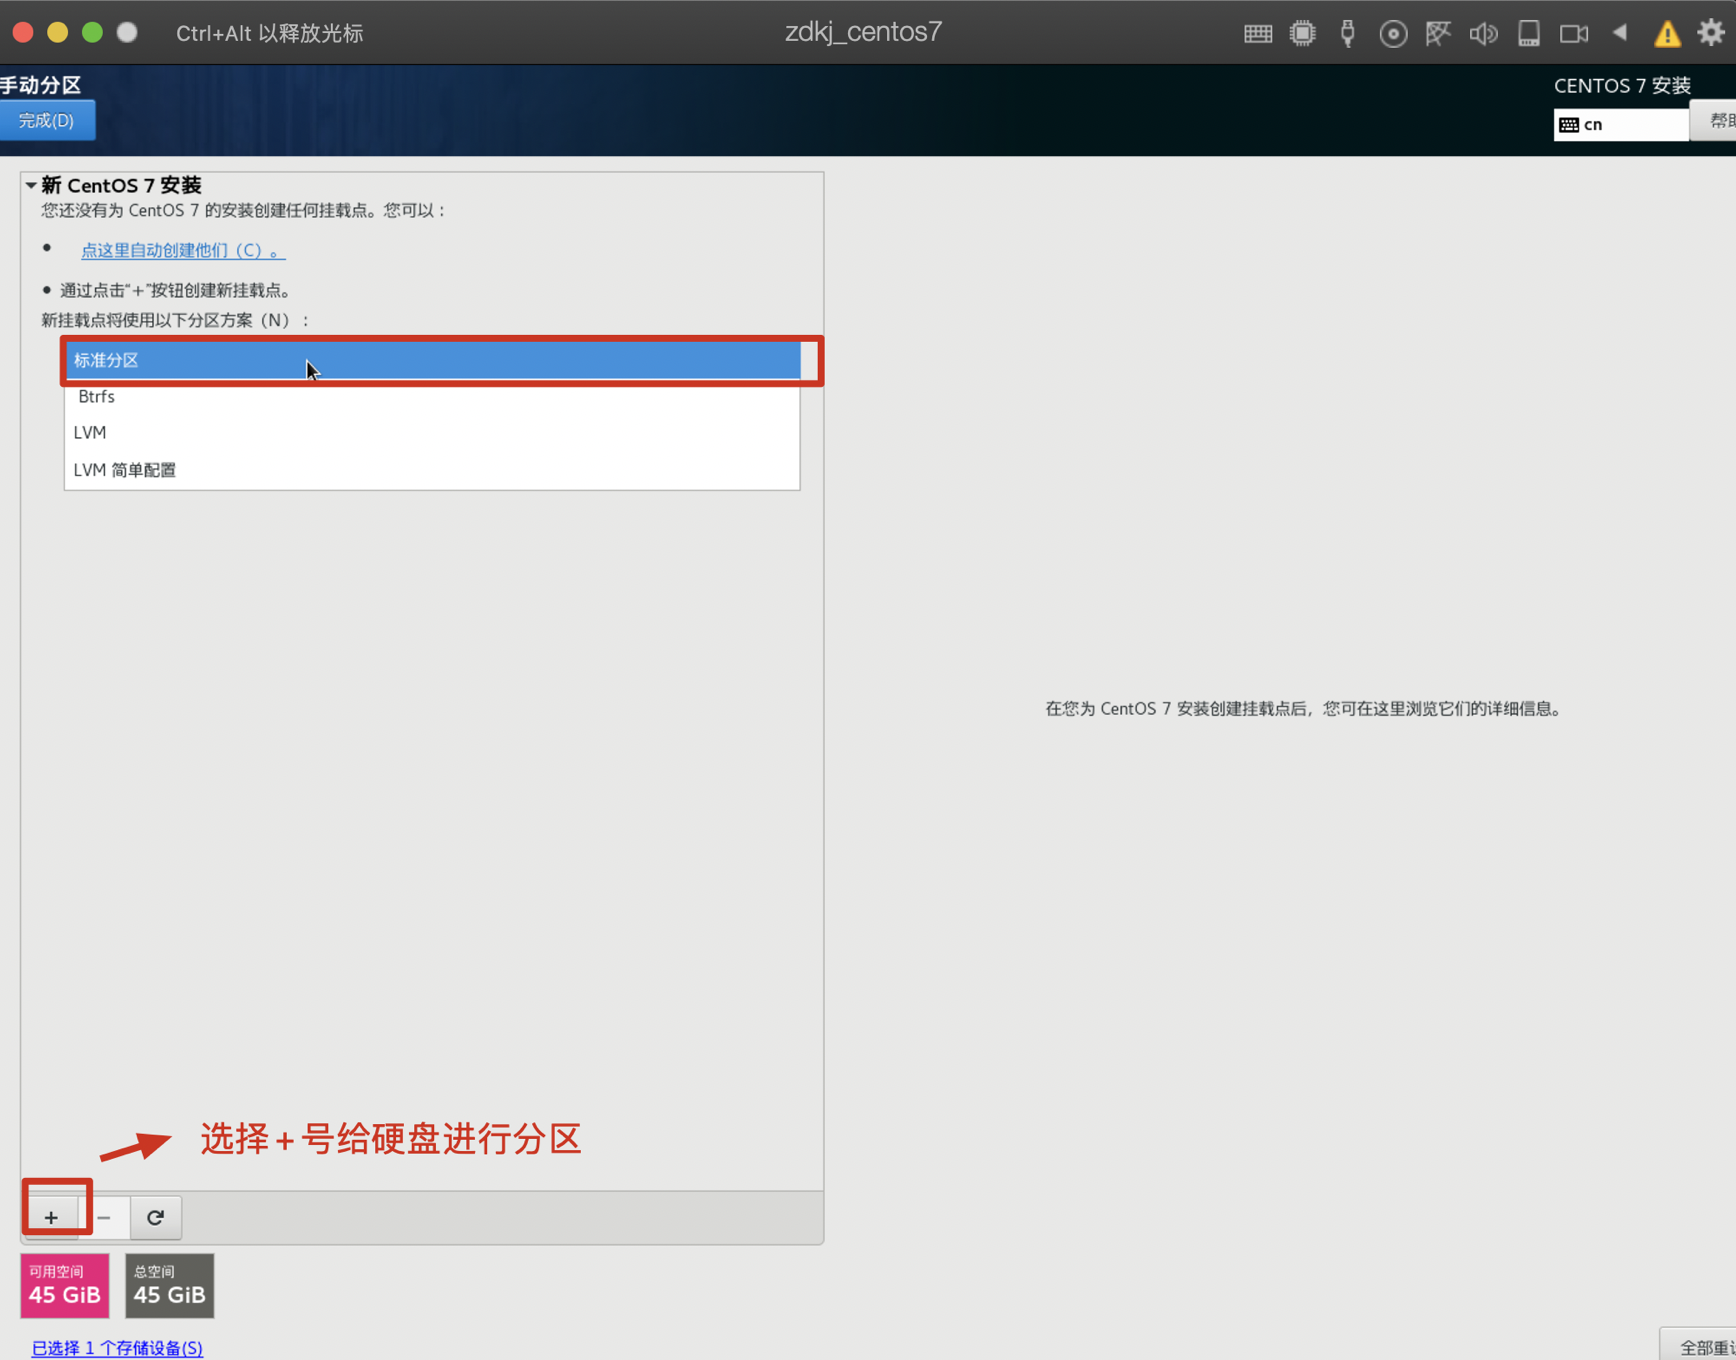 Ctrl+Alt 以释放光标
zdkj_centos7
手动分区
CENTOS 7 安装
完成(D)
cn
帮助
新 CentOS 7 安装
您还没有为 CentOS 7 的安装创建任何挂载点。您可以：
点这里自动创建他们（C）。
通过点击“+”按钮创建新挂载点。
新挂载点将使用以下分区方案（N）：
标准分区
Btrfs
LVM
LVM 简单配置
在您为 CentOS 7 安装创建挂载点后，您可在这里浏览它们的详细信息。
选择+号给硬盘进行分区
+ −
可用空间
45 GiB
总空间
45 GiB
已选择 1 个存储设备(S)
全部重